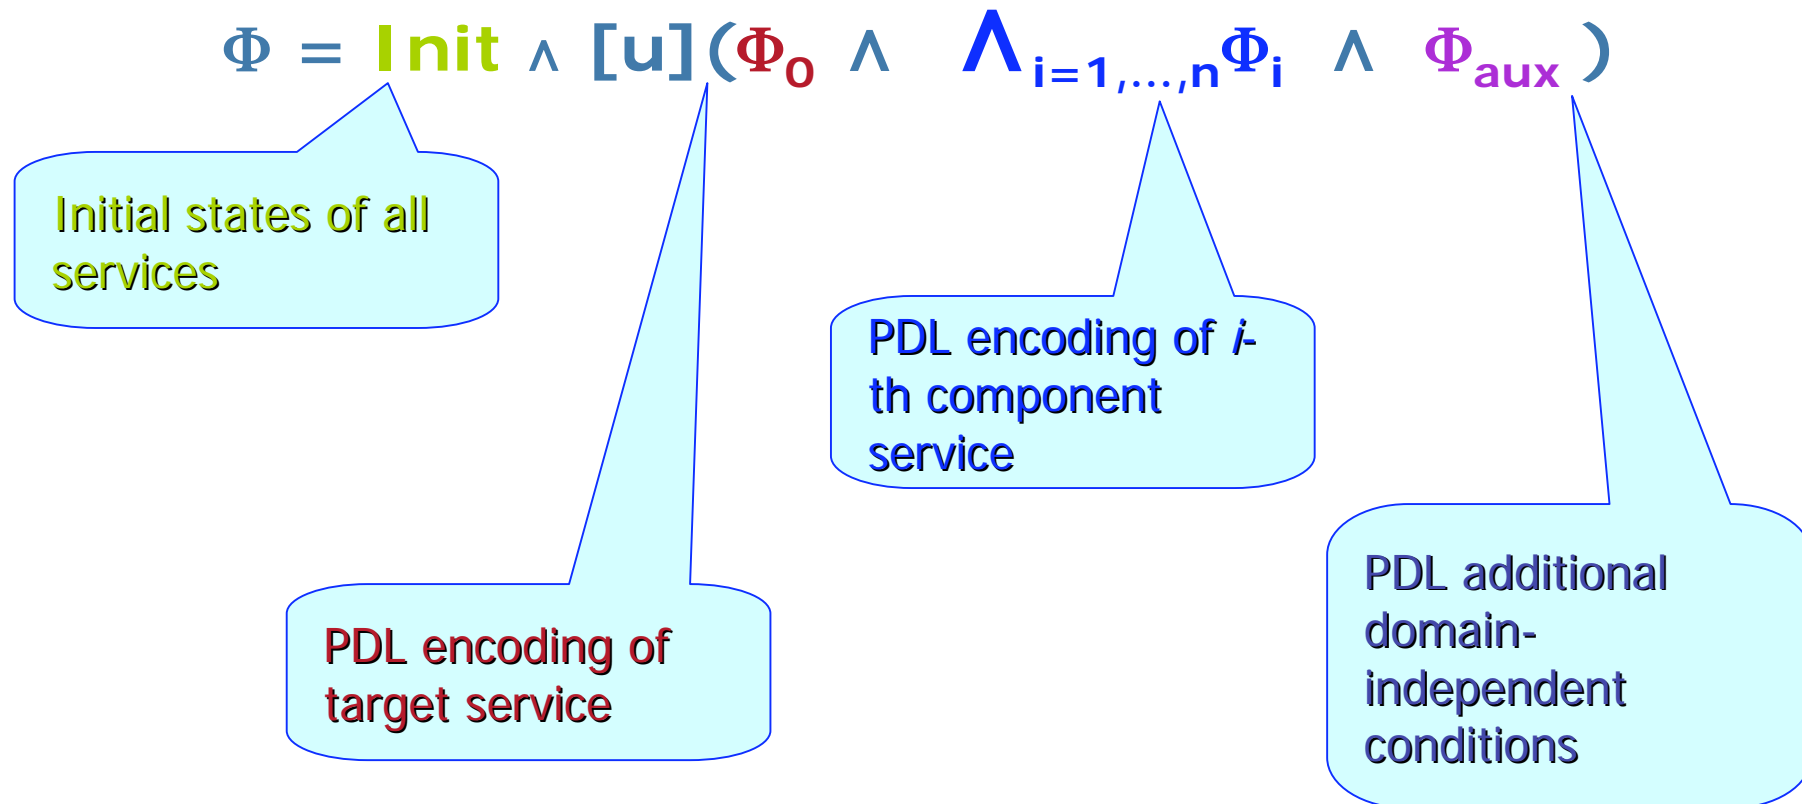 Φ = Init ∧ [u](Φ0 ∧ Λi=1,...,nΦi ∧ Φaux )
Initial states of all
services
PDL encoding of i-
th component
service
PDL encoding of
target service
PDL additional
domain-
independent
conditions